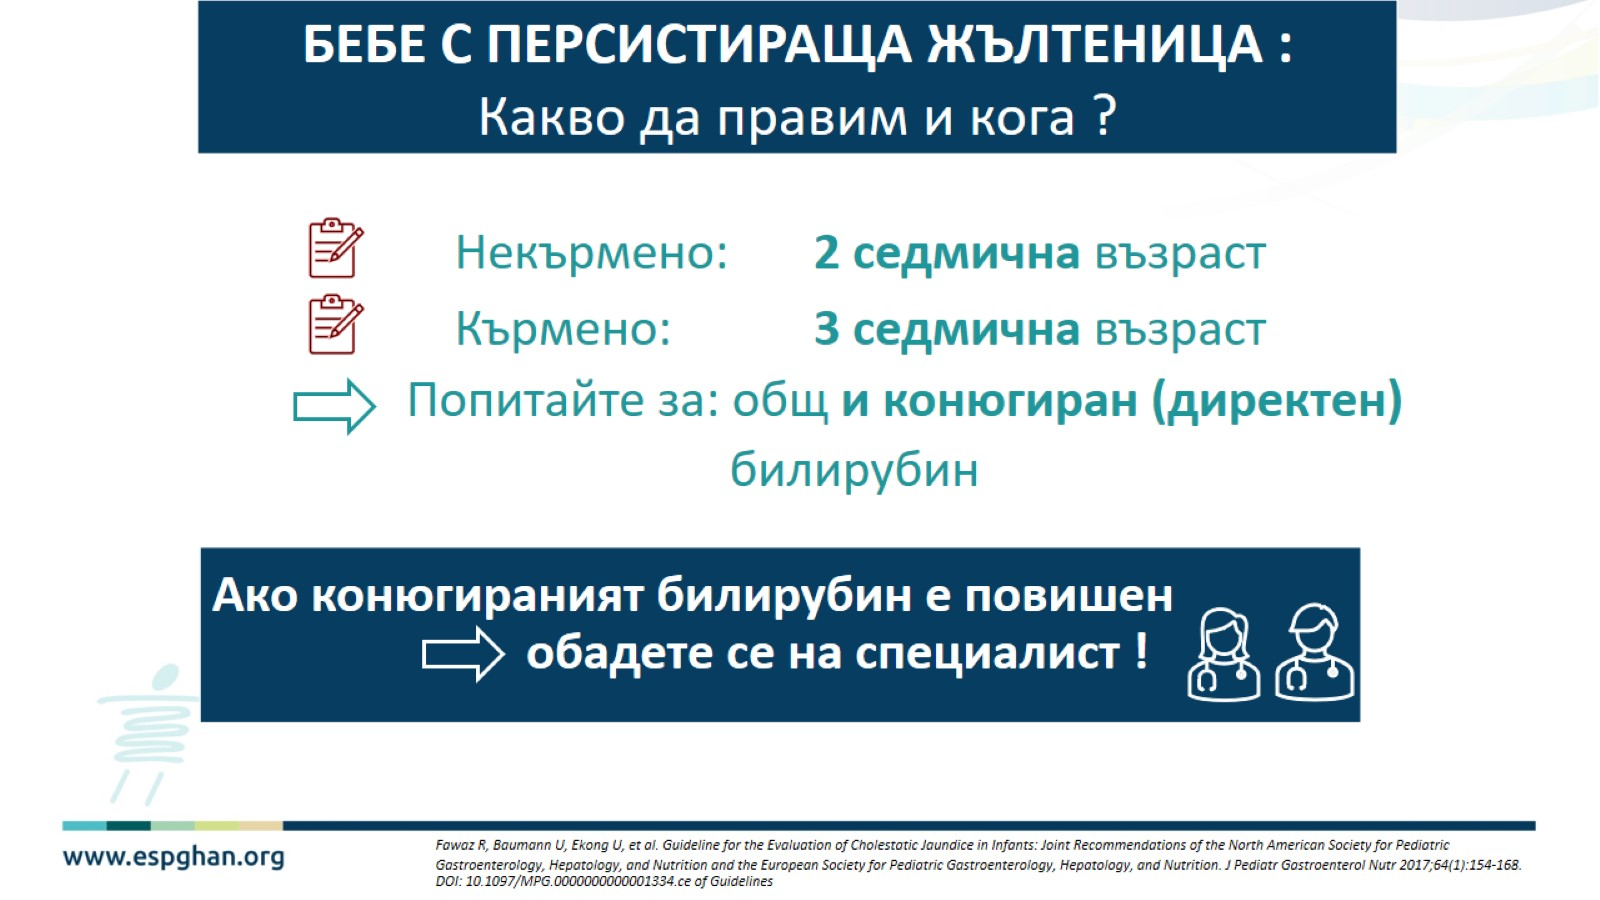 БЕБЕ С ПЕРСИСТИРАЩА ЖЪЛТЕНИЦА :
Какво да правим и кога ?
Некърмено: 2 седмична възраст
Кърмено: 3 седмична възраст
Попитайте за: общ и конюгиран (директен)
билирубин
Ако конюгираният билирубин е повишен
обадете се на специалист !
www.espghan.org
Fawaz R, Baumann U, Ekong U, et al. Guideline for the Evaluation of Cholestatic Jaundice in Infants: Joint Recommendations of the North American Society for Pediatric
Gastroenterology, Hepatology, and Nutrition and the European Society for Pediatric Gastroenterology, Hepatology, and Nutrition. J Pediatr Gastroenterol Nutr 2017;64(1):154-168.
DOI: 10.1097/MPG.0000000000001334.ce of Guidelines